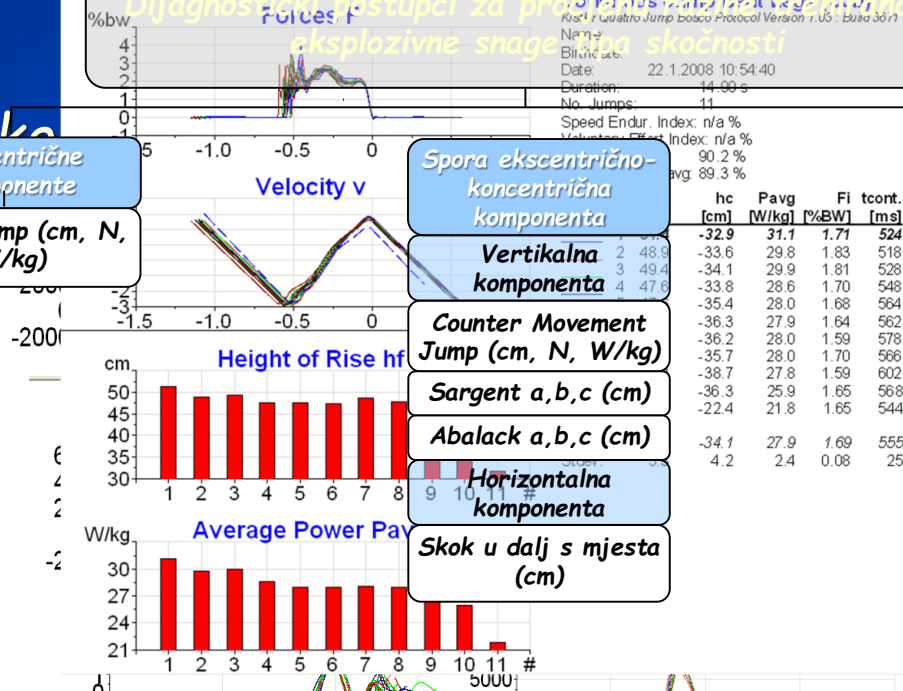 Dijagnostički postupci za
eksplozivne snage tipa skočnosti
Forces F
%bw
4
3
2
1
0
-1
-1.0 -0.5 0
Kistler Quattro Jump Bosco Protocol Version 1.03 : Build 3671
Name:
Birthdate:
Date: 22.1.2008 10:54:40
Duration: 14.00 s
No. Jumps: 11
Speed Endur. Index: n/a %
Voluntary Effort Index: n/a %
90.2 %
avg: 89.3 %
hc Pavg Fi tcont.
[cm] [W/kg] [%BW] [ms]
-32.9 31.1 1.71 524
2 48.9 -33.6 29.8 1.83 518
3 49.4 -34.1 29.9 1.81 528
4 47.6 -33.8 28.6 1.70 548
-35.4 28.0 1.68 564
-36.3 27.9 1.64 562
-36.2 28.0 1.59 578
-35.7 28.0 1.70 566
-38.7 27.8 1.59 602
-36.3 25.9 1.65 568
-22.4 21.8 1.65 544
-34.1 27.9 1.69 555
4.2 2.4 0.08 25
Velocity v
-3
-1.5 -1.0 -0.5 0
-2000
Height of Rise hf
cm
50
45
40
35
30
1 2 3 4 5 6 7 8 9 10 11 #
Average Power Pav
W/kg
30
27
24
21
1 2 3 4 5 6 7 8 9 10 11 #
5000
Spora ekscentrično-
koncentrična
komponenta
Vertikalna
komponenta
Counter Movement
Jump (cm, N, W/kg)
Sargent a,b,c (cm)
Abalack a,b,c (cm)
Horizontalna
komponenta
Skok u dalj s mjesta
(cm)